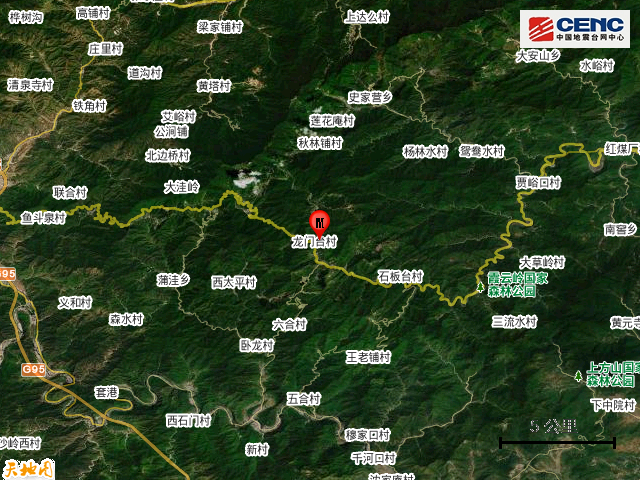 桦树沟
高铺村
梁家铺村
上达么村
CENC
中国地震台网中心
庄里村
道沟村
大安山乡
水峪村
清泉寺村
黄塔村
史家营乡
铁角村
艾峪村
莲花庵村
公涧铺
秋林铺村
北边桥村
杨林水村
鸳鸯水村
红煤厂
联合村
大洼岭
贾峪口村
鱼斗泉村
龙门台村
南窖乡
G95
蒲洼乡
西太平村
石板台村
大草岭村
霞云岭国家
森林公园
义和村
森水村
六合村
三流水村
黄元寺
卧龙村
王老铺村
G95
上方山国家
森林公园
套港
五合村
下中院村
西石门村
5 公里
沙岭西村
新村
穆家口村
千河口村
天地图
沈家庵村